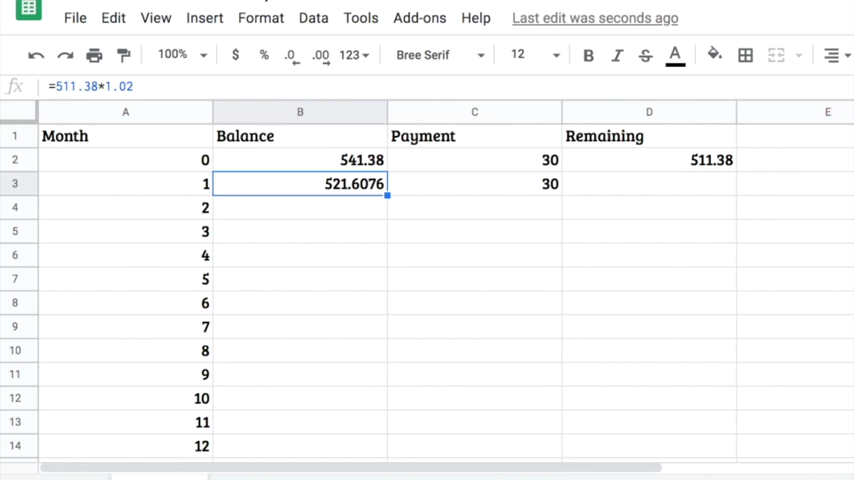 File Edit View Insert Format Data Tools Add-ons Help Last edit was seconds ago
100% $ % .0 .00 123 Bree Serif 12 B I S A
fx =511.38*1.02
A B C D E
1 Month Balance Payment Remaining
2 0 541.38 30 511.38
3 1 521.6076 30
4 2
5 3
6 4
7 5
8 6
9 7
10 8
11 9
12 10
13 11
14 12